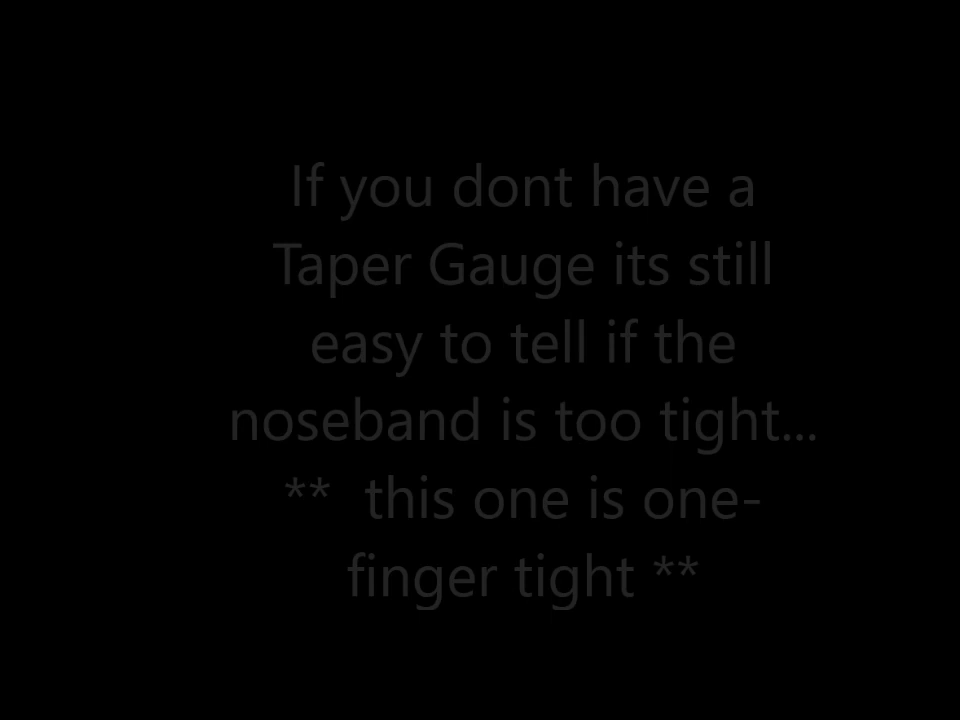 If you dont have a
Taper Gauge its still
easy to tell if the
noseband is too tight...
** this one is one-
finger tight **